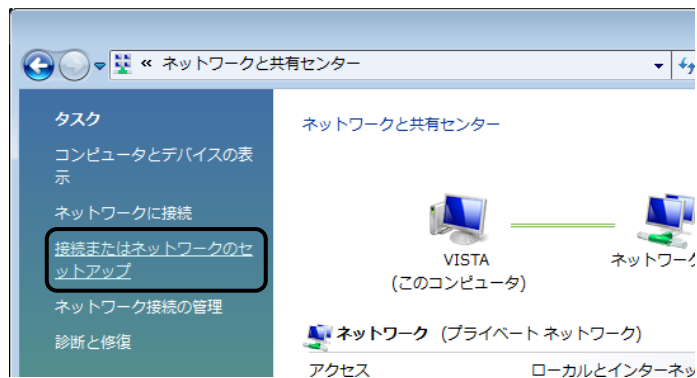 « ネットワークと共有センター
タスク
コンピュータとデバイスの表
示
ネットワークに接続
接続またはネットワークのセ
ットアップ
ネットワーク接続の管理
診断と修復
ネットワークと共有センター
VISTA
(このコンピュータ)
ネットワーク
ネットワーク (プライベート ネットワーク)
アクセス
ローカルとインターネッ